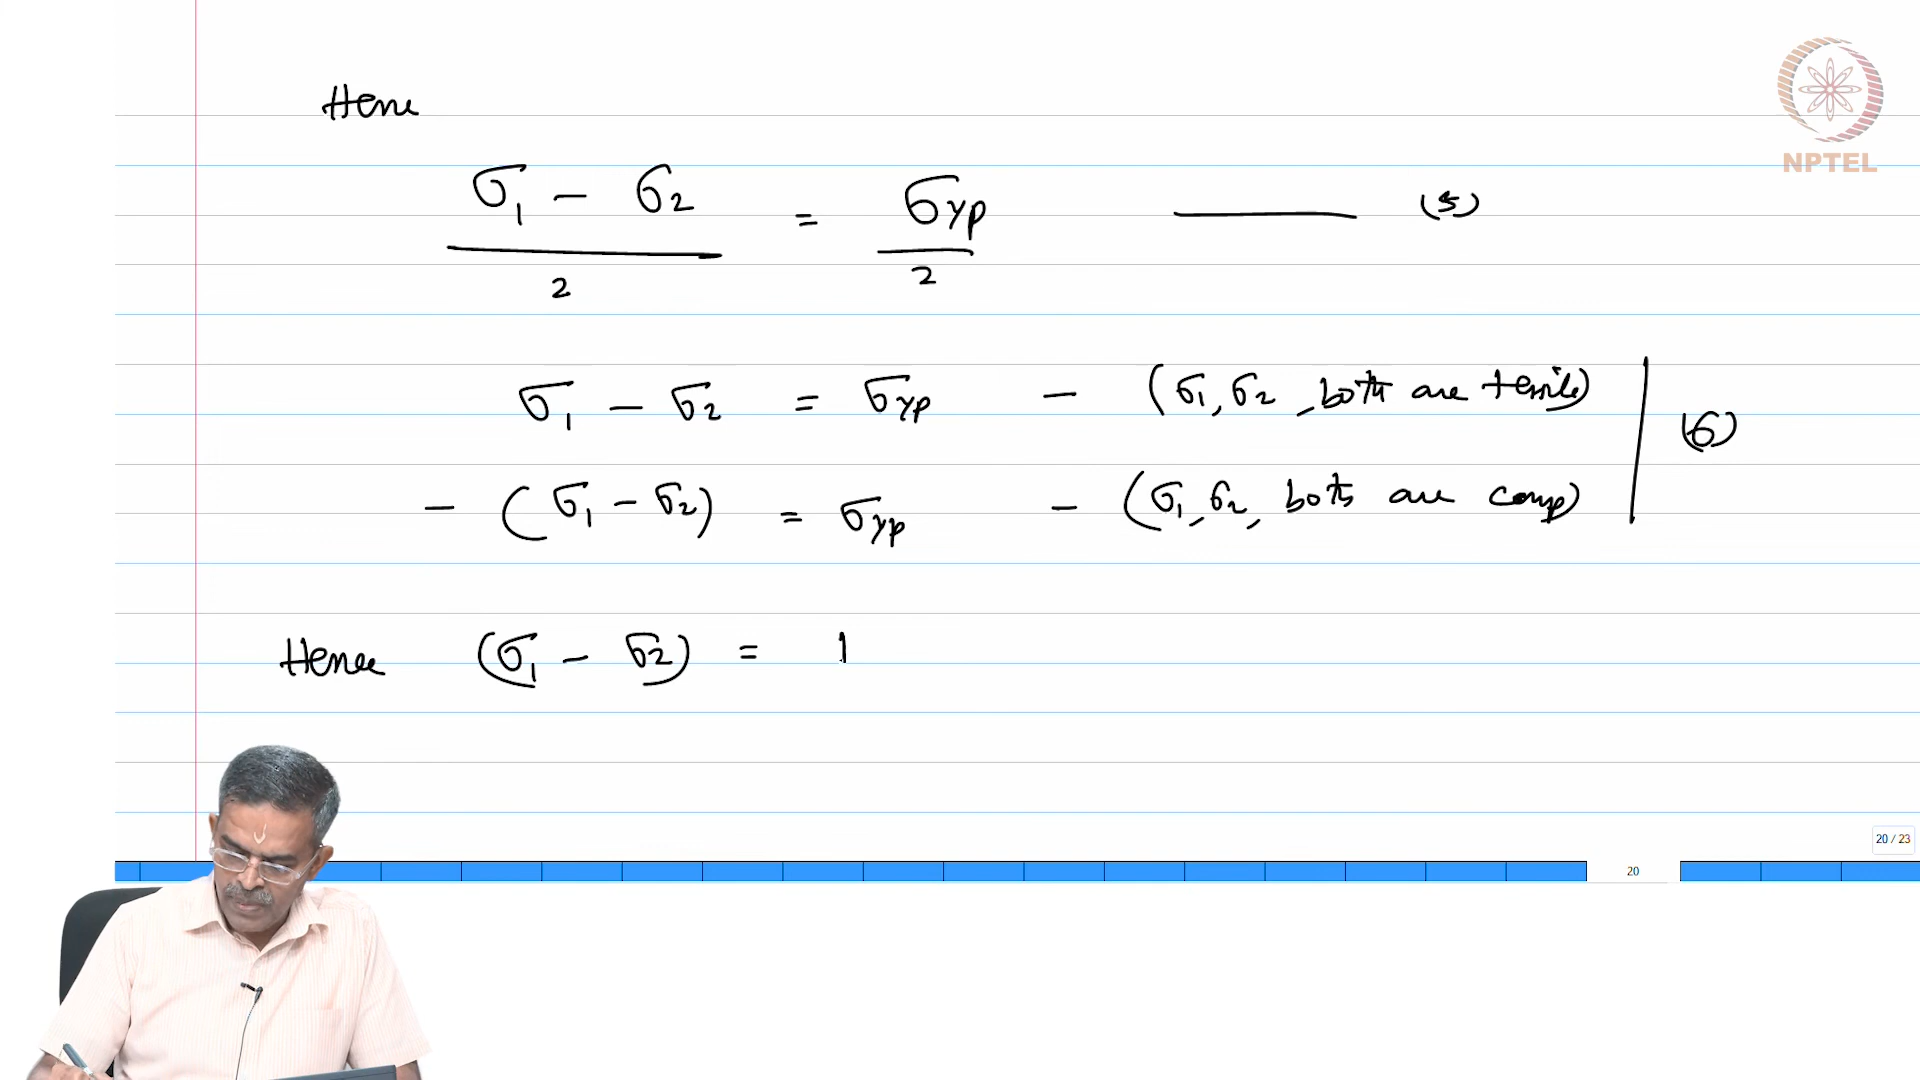 NPTEL
Hence
σ₁ - σ₂ / 2 = σyp / 2 —— (5)
σ₁ - σ₂ = σyp - (σ₁, σ₂, both are tensile)
- (σ₁ - σ₂) = σyp - (σ₁, σ₂, both are comp)
(6)
Hence (σ₁ - σ₂) = 1
20 / 23
20